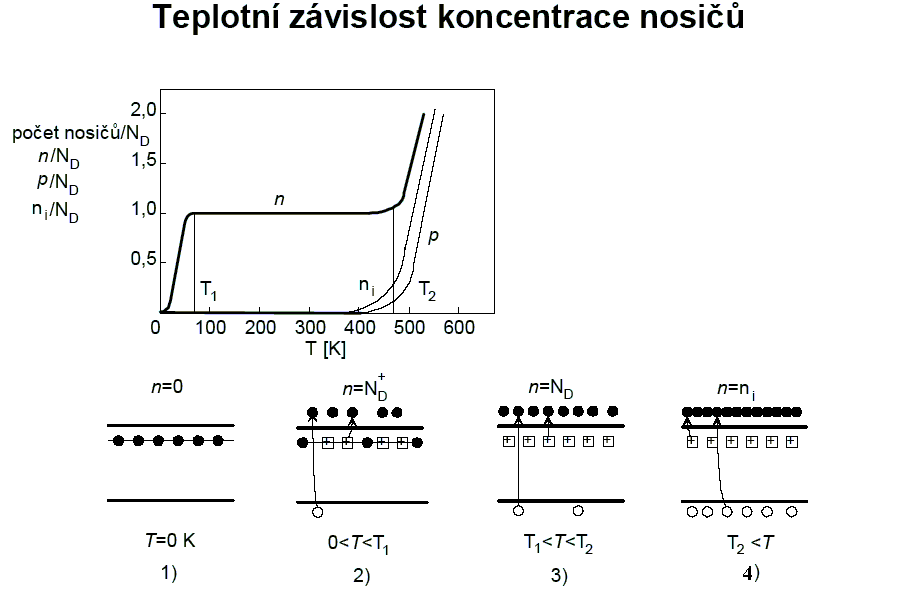 Teplotní závislost koncentrace nosičů
počet nosičů/ND
n/ND
p/ND
ni/ND
2,0
1,5
1,0
0,5
n
p
ni
T1
T2
0 100 200 300 400 500 600
T [K]
n=0
n=ND+
n=ND
n=ni
+ + + +
+ + + + + +
+ + + + + +
T=0 K
0<T<T1
T1<T<T2
T2 <T
1)
2)
3)
4)